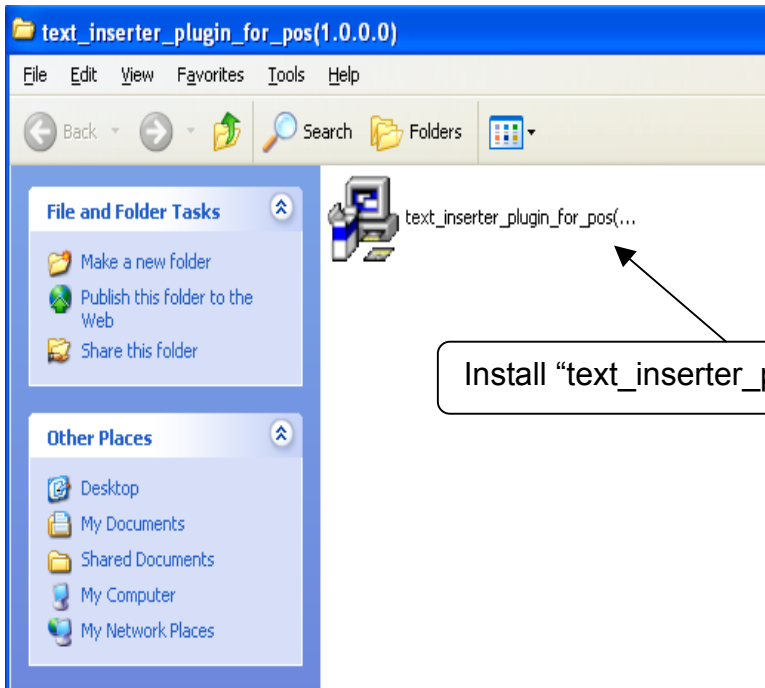 text_inserter_plugin_for_pos(1.0.0.0)
File Edit View Favorites Tools Help
Back Search Folders
File and Folder Tasks
Make a new folder
Publish this folder to the
Web
Share this folder
Other Places
Desktop
My Documents
Shared Documents
My Computer
My Network Places
text_inserter_plugin_for_pos(...
Install “text_inserter_p